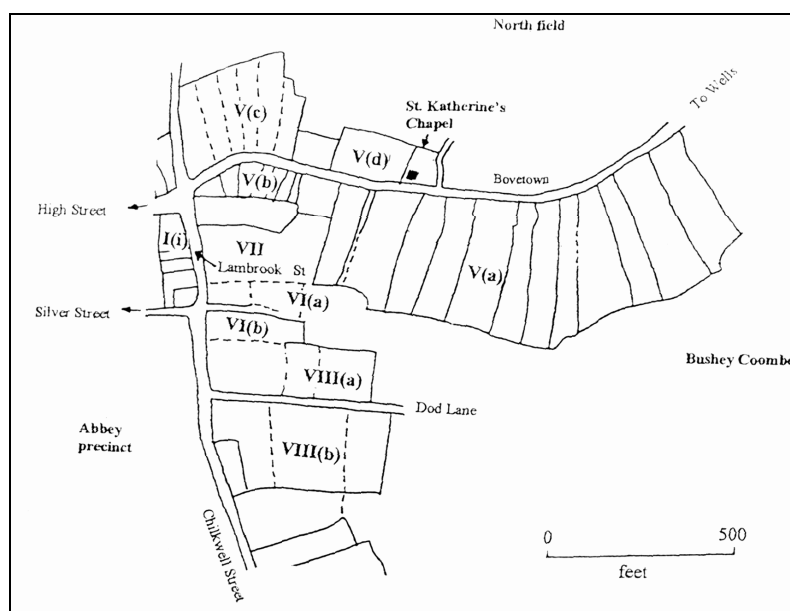 North field
To Wells
V(c)
St. Katherine's
Chapel
V(d)
Bovetown
V(b)
High Street
I(i)
VII
Lambrook St
V(a)
VI(a)
Silver Street
VI(b)
Bushey Coombe
VIII(a)
Dod Lane
Abbey
precinct
VIII(b)
Chilkwell Street
0 500
feet